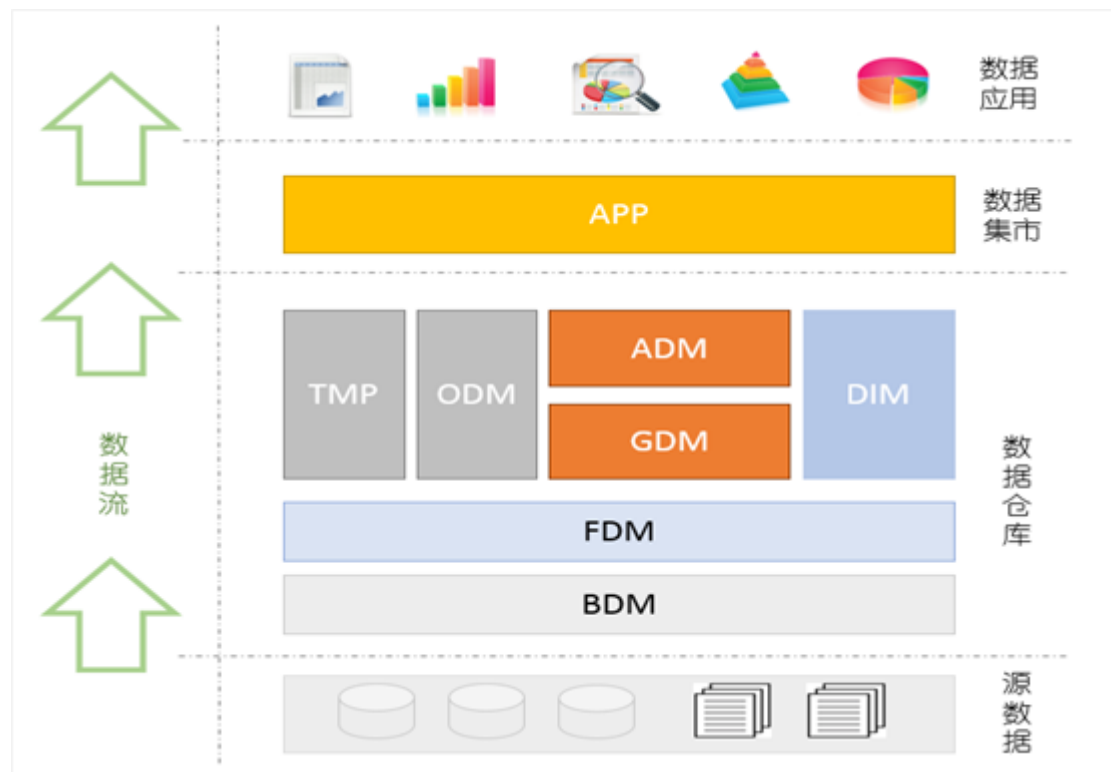 数据
应用
APP
数据
集市
TMP
ODM
ADM
GDM
DIM
FDM
BDM
数
据
仓
库
数
据
流
源
数
据